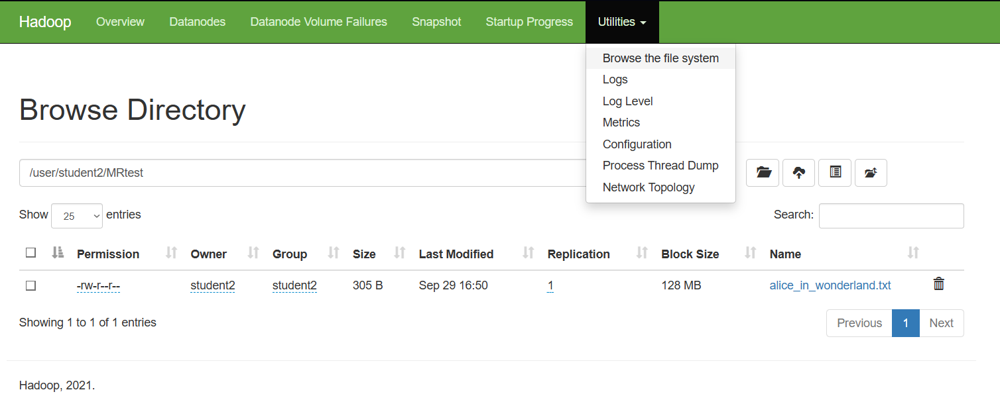 Hadoop Overview Datanodes Datanode Volume Failures Snapshot Startup Progress Utilities
Browse the file system
Logs
Log Level
Metrics
Configuration
Process Thread Dump
Network Topology
Browse Directory
/user/student2/MRtest
Show 25 entries Search:
Permission Owner Group Size Last Modified Replication Block Size Name
-rw-r--r-- student2 student2 305 B Sep 29 16:50 1 128 MB alice_in_wonderland.txt
Showing 1 to 1 of 1 entries Previous 1 Next
Hadoop, 2021.